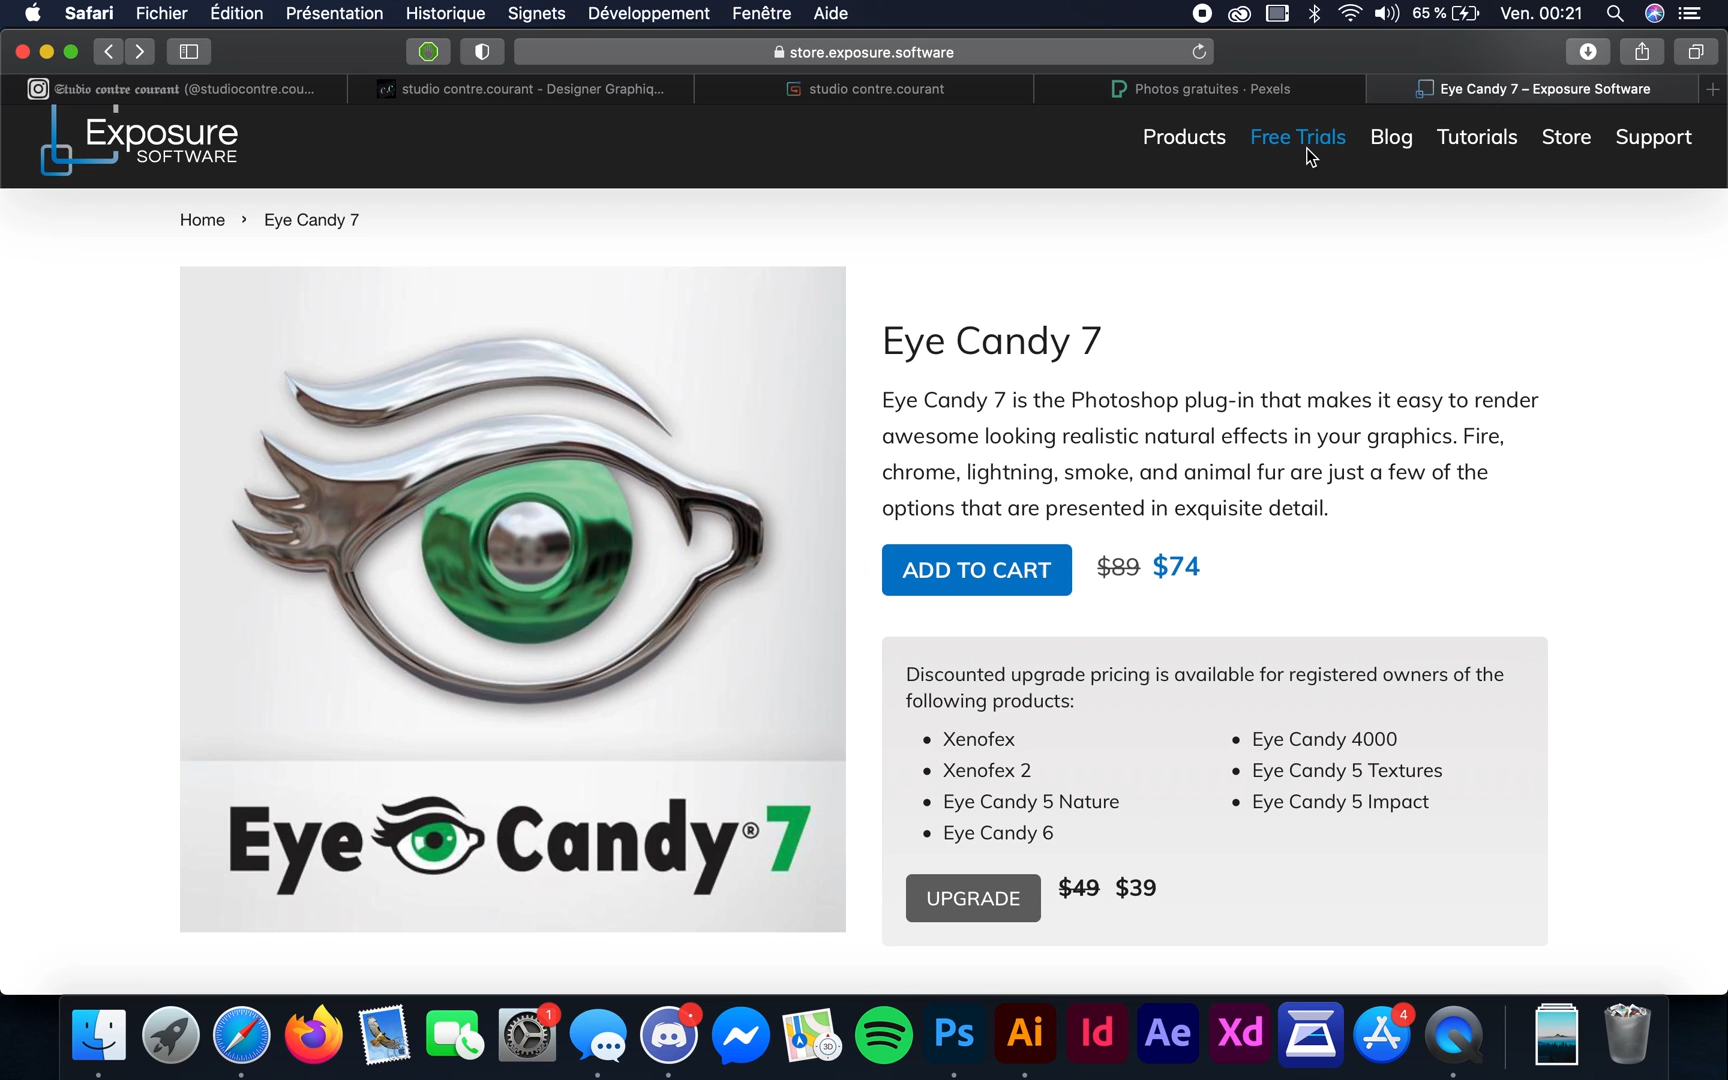 Safari Fichier Édition Présentation Historique Signets Développement Fenêtre Aide 65 % Ven. 00:21
store.exposure.software
𝕾tudio contre courant (@studiocontre.cou... studio contre.courant - Designer Graphiq... studio contre.courant Photos gratuites · Pexels Eye Candy 7 – Exposure Software
Exposure
SOFTWARE
Products Free Trials Blog Tutorials Store Support
Home › Eye Candy 7
Eye Candy 7
Eye Candy 7 is the Photoshop plug-in that makes it easy to render
awesome looking realistic natural effects in your graphics. Fire,
chrome, lightning, smoke, and animal fur are just a few of the
options that are presented in exquisite detail.
ADD TO CART $89 $74
Discounted upgrade pricing is available for registered owners of the
following products:
• Xenofex
• Xenofex 2
• Eye Candy 5 Nature
• Eye Candy 6
• Eye Candy 4000
• Eye Candy 5 Textures
• Eye Candy 5 Impact
UPGRADE $49 $39
Eye Candy® 7
1 3D Ps Ai Id Ae Xd 4